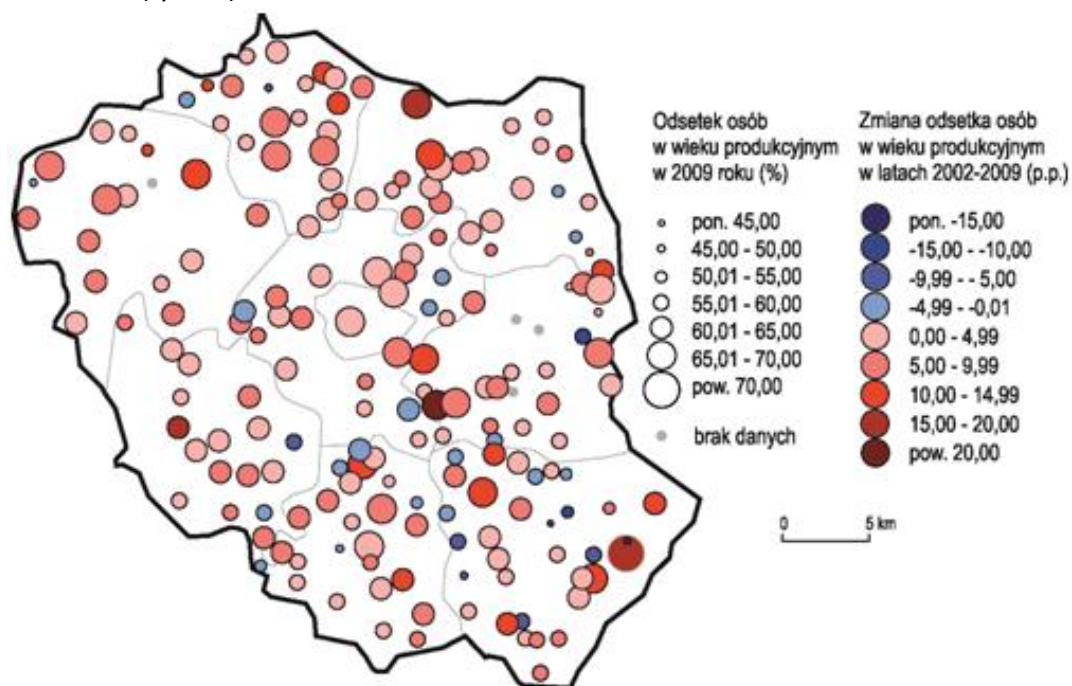 Odsetek osób
w wieku produkcyjnym
w 2009 roku (%)
pon. 45,00
45,00 - 50,00
50,01 - 55,00
55,01 - 60,00
60,01 - 65,00
65,01 - 70,00
pow. 70,00
brak danych
Zmiana odsetka osób
w wieku produkcyjnym
w latach 2002-2009 (p.p.)
pon. -15,00
-15,00 - -10,00
-9,99 - - 5,00
-4,99 - -0,01
0,00 - 4,99
5,00 - 9,99
10,00 - 14,99
15,00 - 20,00
pow. 20,00
0 5 km